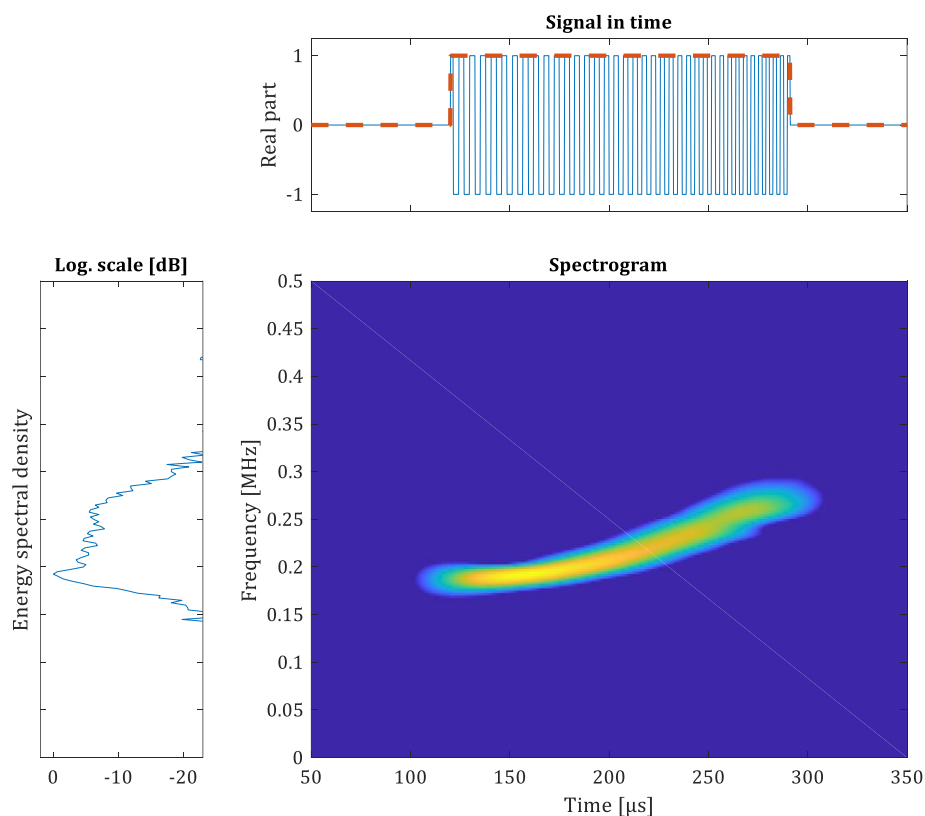 Signal in time
Real part
1
0
-1
Log. scale [dB]
Energy spectral density
0 -10 -20
Spectrogram
Frequency [MHz]
0.5
0.45
0.4
0.35
0.3
0.25
0.2
0.15
0.1
0.05
0
50 100 150 200 250 300 350
Time [μs]